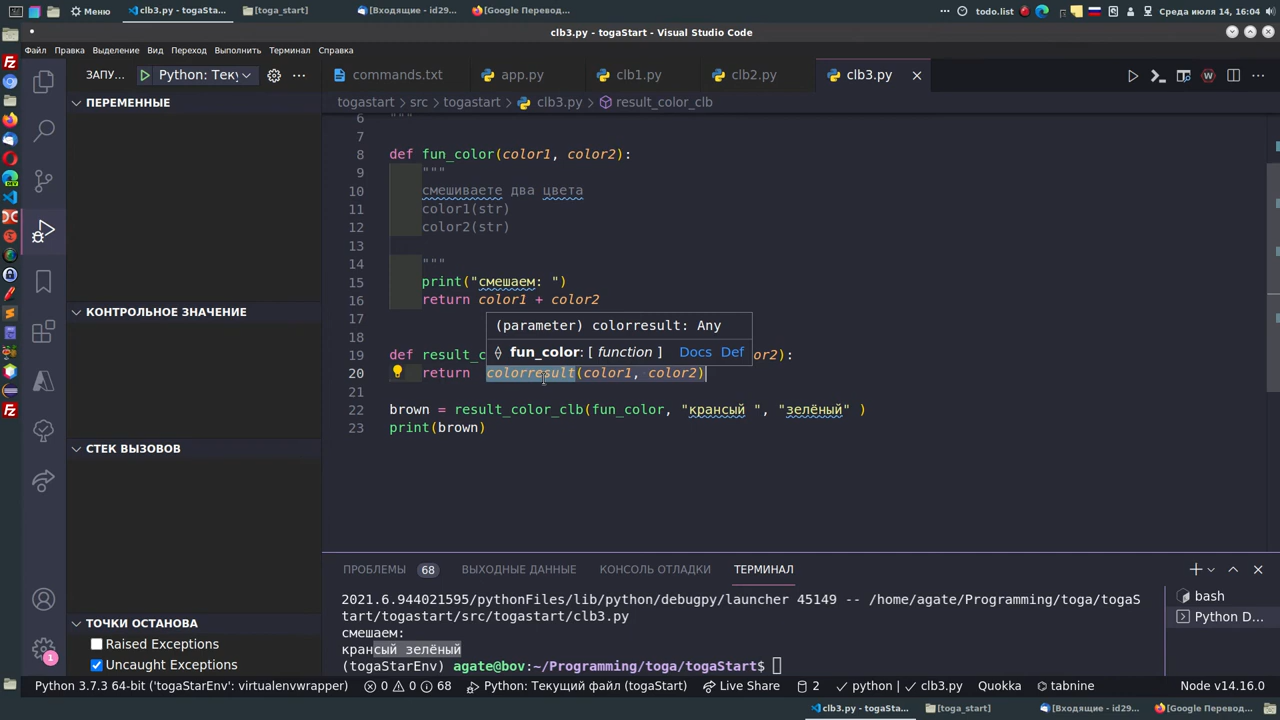 Меню
clb3.py - togaSta...
[toga_start]
[Входящие - id29...
[Google Перевод...
todo.list
Среда июля 14, 16:04
clb3.py - togaStart - Visual Studio Code
Файл Правка Выделение Вид Переход Выполнить Терминал Справка
ЗАПУ... Python: Теку
commands.txt app.py clb1.py clb2.py clb3.py
togastart > src > togastart > clb3.py > result_color_clb
ПЕРЕМЕННЫЕ
КОНТРОЛЬНОЕ ЗНАЧЕНИЕ
СТЕК ВЫЗОВОВ
ТОЧКИ ОСТАНОВА
Raised Exceptions
Uncaught Exceptions
1
6 """
7
8 def fun_color(color1, color2):
9 """
10 смешиваете два цвета
11 color1(str)
12 color2(str)
13
14 """
15 print("смешаем: ")
16 return color1 + color2
17
18
(parameter) colorresult: Any
fun_color: [ function ] Docs Def
19 def result_c or2):
20 return colorresult(color1, color2)
21
22 brown = result_color_clb(fun_color, "крансый ", "зелёный" )
23 print(brown)
ПРОБЛЕМЫ 68 ВЫХОДНЫЕ ДАННЫЕ КОНСОЛЬ ОТЛАДКИ ТЕРМИНАЛ
2021.6.944021595/pythonFiles/lib/python/debugpy/launcher 45149 -- /home/agate/Programming/toga/togaS
tart/togastart/src/togastart/clb3.py
смешаем:
крансый зелёный
(togaStarEnv) agate@bov:~/Programming/toga/togaStart$
bash
Python D...
Python 3.7.3 64-bit ('togaStarEnv': virtualenvwrapper) 0 0 68 Python: Текущий файл (togaStart) Live Share 2 python | clb3.py Quokka tabnine Node v14.16.0
clb3.py - togaSta... [toga_start] [Входящие - id29... [Google Перевод...